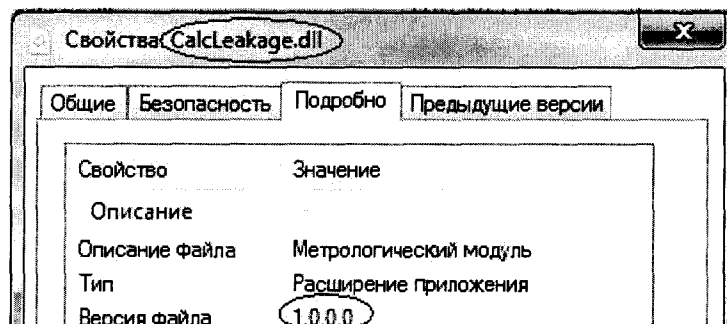 Свойства: CalcLeakage.dll
Общие Безопасность Подробно Предыдущие версии
Свойство Значение
Описание
Описание файла Метрологический модуль
Тип Расширение приложения
Версия файла 1.0.0.0